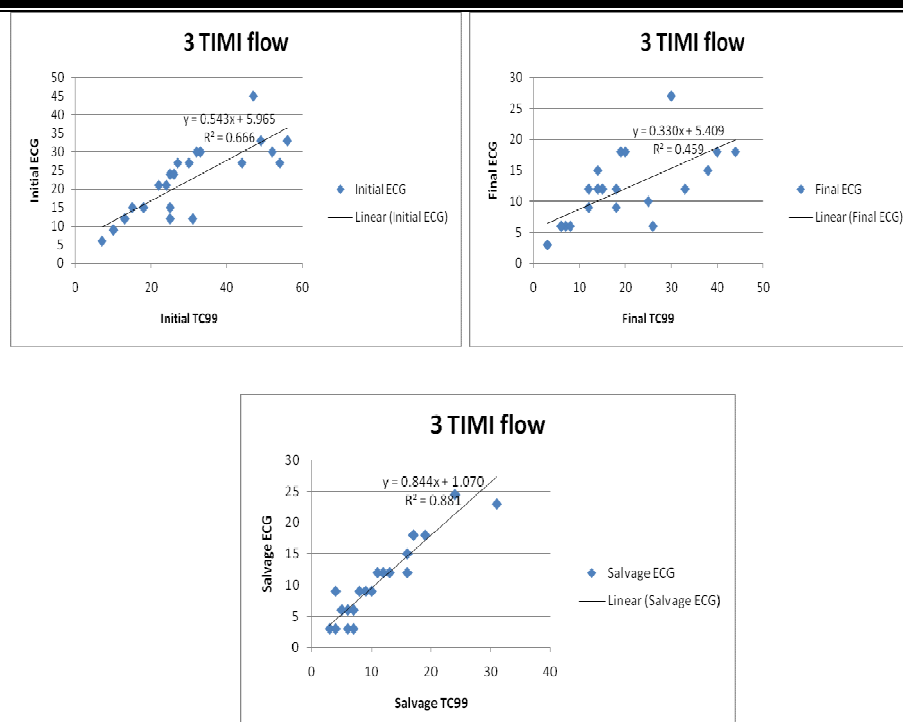 3 TIMI flow
50
45
40
35
30
25
20
15
10
5
0
Initial ECG
y = 0.543x + 5.965
R² = 0.666
Initial ECG
Linear (Initial ECG)
0 20 40 60
Initial TC99
3 TIMI flow
30
25
20
15
10
5
0
Final ECG
y = 0.330x + 5.409
R² = 0.459
Final ECG
Linear (Final ECG)
0 10 20 30 40 50
Final TC99
3 TIMI flow
30
25
20
15
10
5
0
Salvage ECG
y = 0.844x + 1.070
R² = 0.881
Salvage ECG
Linear (Salvage ECG)
0 10 20 30 40
Salvage TC99